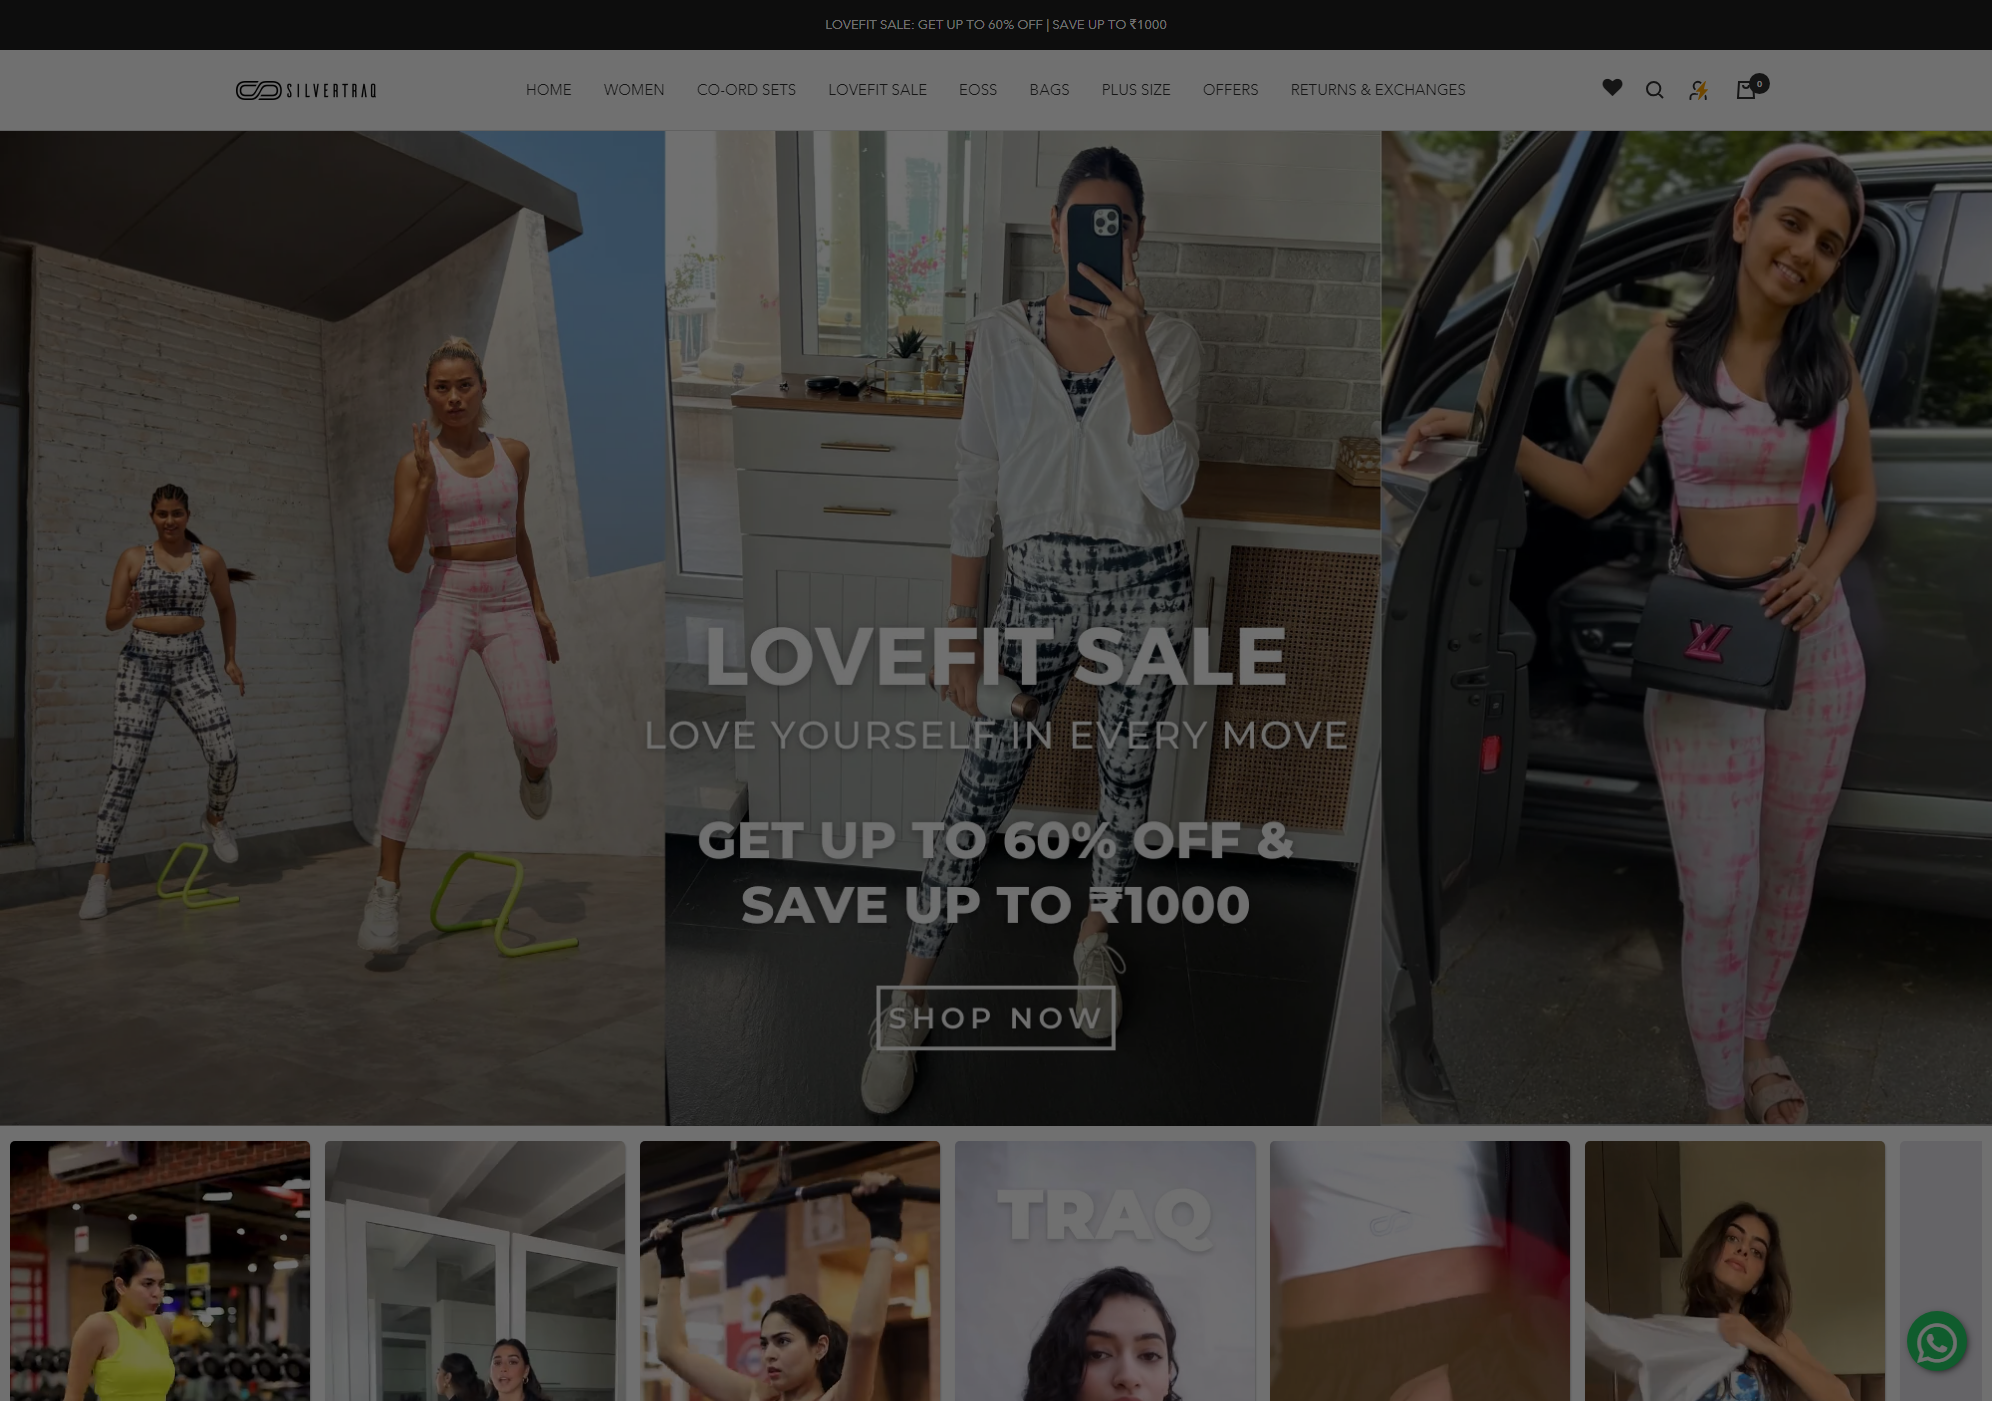 LOVEFIT SALE: GET UP TO 60% OFF | SAVE UP TO ₹1000
SILVERTRAQ
HOME
WOMEN
CO-ORD SETS
LOVEFIT SALE
EOSS
BAGS
PLUS SIZE
OFFERS
RETURNS & EXCHANGES
0
LOVEFIT SALE
LOVE YOURSELF IN EVERY MOVE
GET UP TO 60% OFF &
SAVE UP TO ₹1000
SHOP NOW
TRAQ